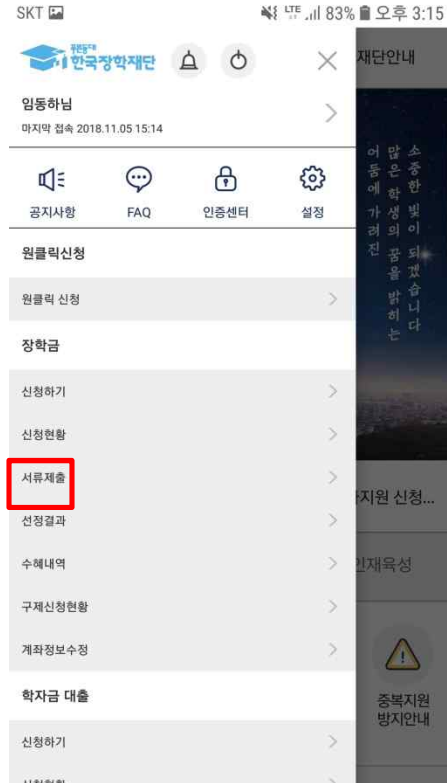 SKT LTE 83% 오후 3:15
푸른등대
한국장학재단
재단안내
임동하님
마지막 접속 2018.11.05 15:14
공지사항 FAQ 인증센터 설정
소중한 빛이 되겠습니다
많은 학생의 꿈을 밝히는
어둠에 가려진
원클릭신청
원클릭 신청
장학금
신청하기
신청현황
서류제출
지원 신청...
선정결과
수혜내역
인재육성
구제신청현황
계좌정보수정
중복지원
방지안내
학자금 대출
신청하기